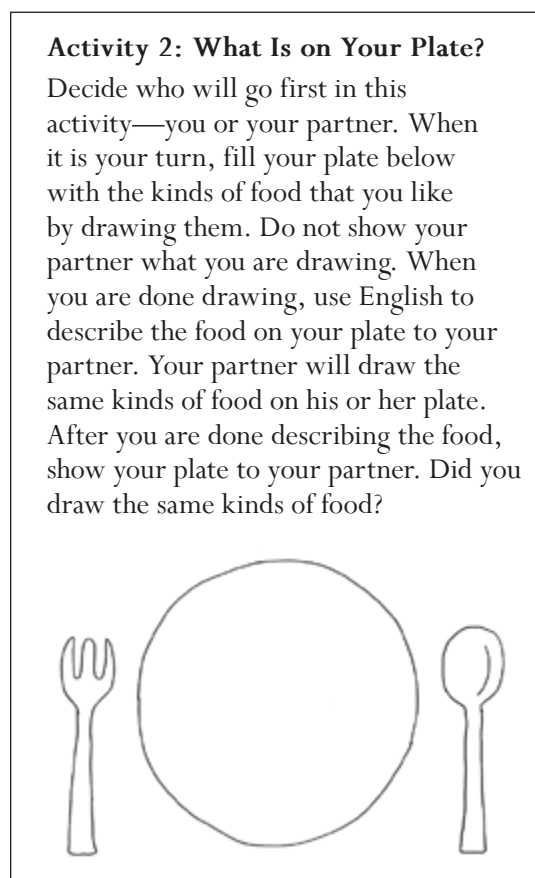 Activity 2: What Is on Your Plate?
Decide who will go first in this
activity—you or your partner. When
it is your turn, fill your plate below
with the kinds of food that you like
by drawing them. Do not show your
partner what you are drawing. When
you are done drawing, use English to
describe the food on your plate to your
partner. Your partner will draw the
same kinds of food on his or her plate.
After you are done describing the food,
show your plate to your partner. Did you
draw the same kinds of food?